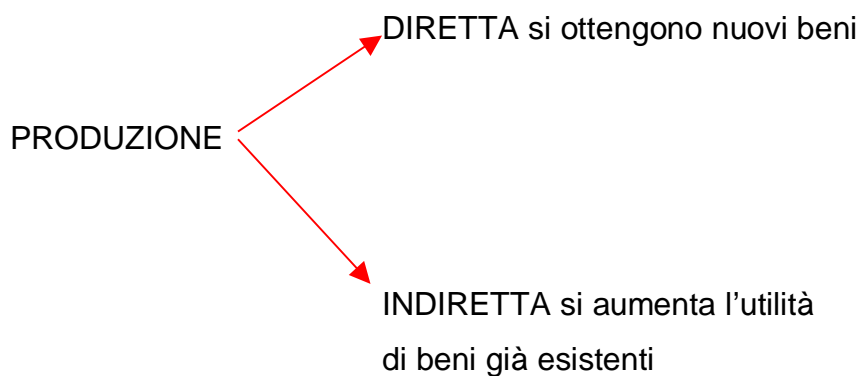 DIRETTA si ottengono nuovi beni
PRODUZIONE
INDIRETTA si aumenta l’utilità
di beni già esistenti